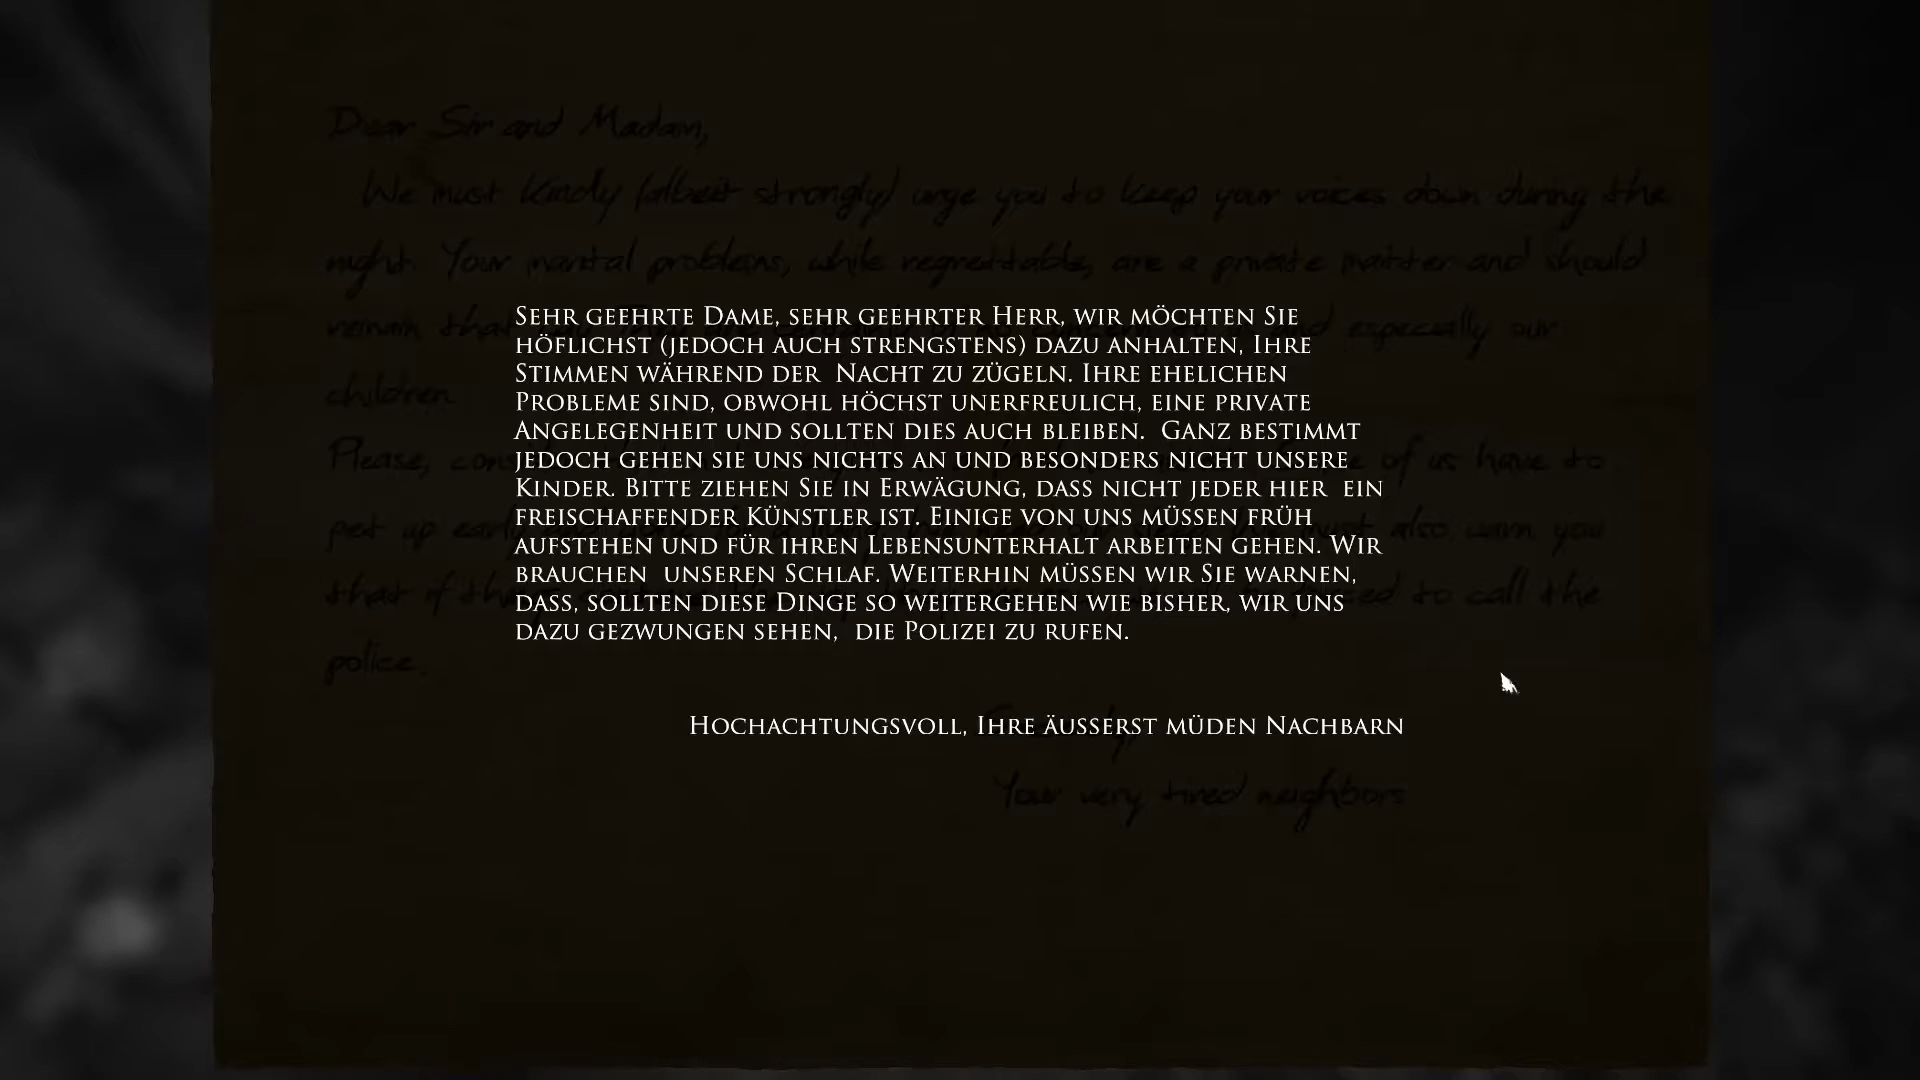 Dear Sir and Madam,
We must kindly (albeit strongly) urge you to keep your voices down during the
night. Your marital problems, while regrettable, are a private matter and should
remain that and especially our
children.
Please, of us have to
get up early also warn you
that if to call the
police.
Your very tired neighbors
Sehr geehrte Dame, sehr geehrter Herr, wir möchten Sie
höflichst (jedoch auch strengstens) dazu anhalten, Ihre
Stimmen während der Nacht zu zügeln. Ihre ehelichen
Probleme sind, obwohl höchst unerfreulich, eine private
Angelegenheit und sollten dies auch bleiben. Ganz bestimmt
jedoch gehen sie uns nichts an und besonders nicht unsere
Kinder. Bitte ziehen Sie in Erwägung, dass nicht jeder hier ein
freischaffender Künstler ist. Einige von uns müssen früh
aufstehen und für ihren Lebensunterhalt arbeiten gehen. Wir
brauchen unseren Schlaf. Weiterhin müssen wir Sie warnen,
dass, sollten diese Dinge so weitergehen wie bisher, wir uns
dazu gezwungen sehen, die Polizei zu rufen.
Hochachtungsvoll, Ihre äusserst müden Nachbarn